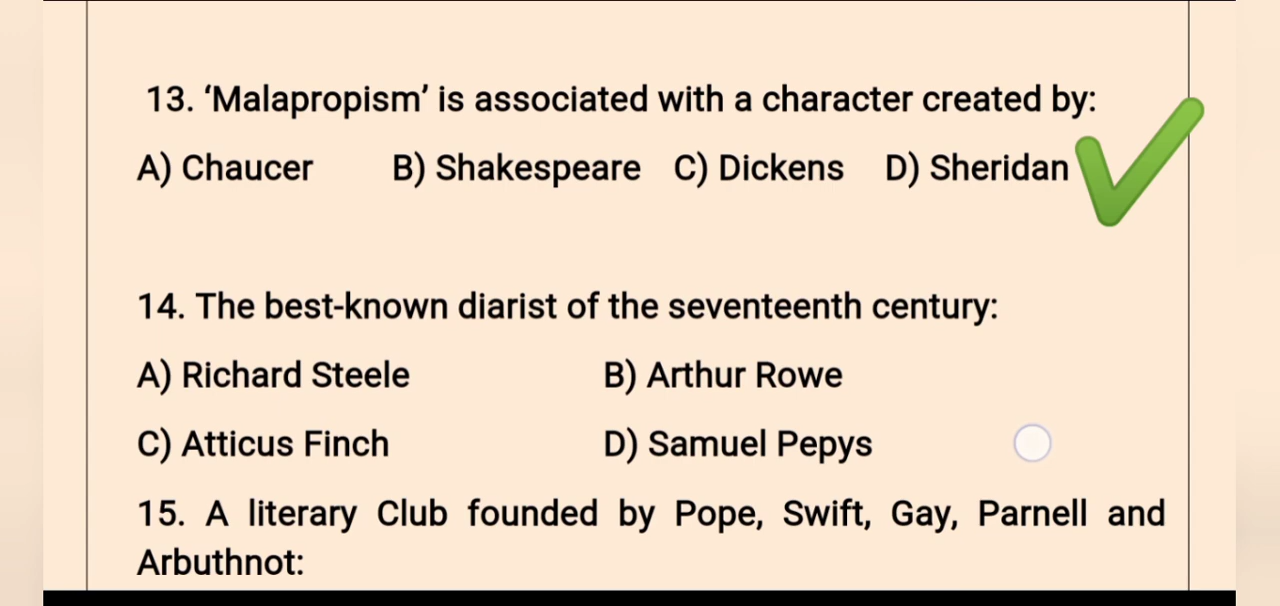 13. ‘Malapropism’ is associated with a character created by:
A) Chaucer B) Shakespeare C) Dickens D) Sheridan
14. The best-known diarist of the seventeenth century:
A) Richard Steele B) Arthur Rowe
C) Atticus Finch D) Samuel Pepys
15. A literary Club founded by Pope, Swift, Gay, Parnell and
Arbuthnot: